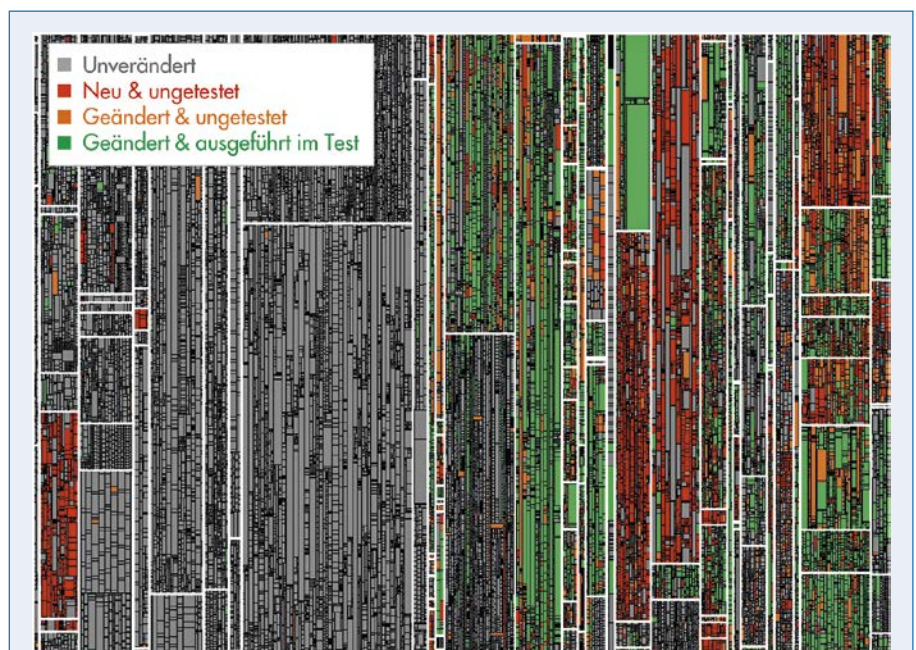 Unverändert
Neu & ungetestet
Geändert & ungetestet
Geändert & ausgeführt im Test